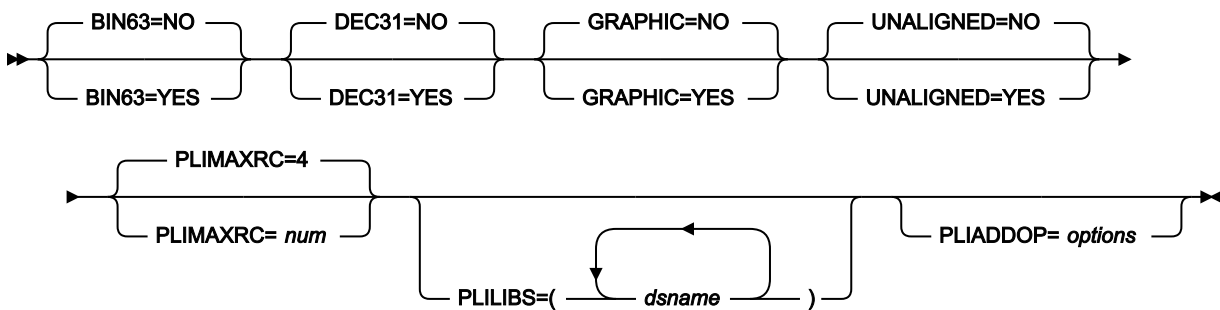 BIN63=NO DEC31=NO GRAPHIC=NO UNALIGNED=NO
BIN63=YES DEC31=YES GRAPHIC=YES UNALIGNED=YES
PLIMAXRC=4
PLIMAXRC= num PLIADDOP= options
PLILIBS=( dsname )